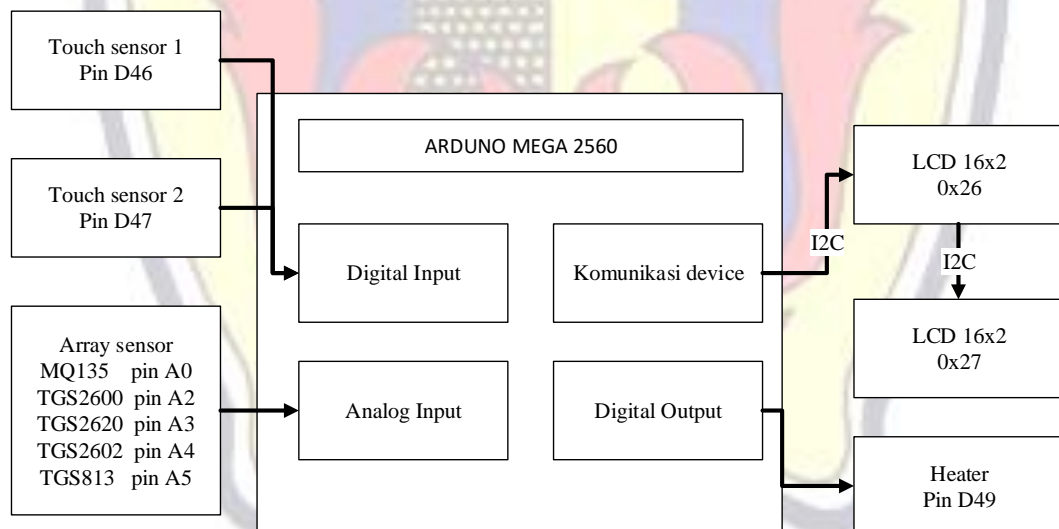 Touch sensor 1
Pin D46
Touch sensor 2
Pin D47
Array sensor
MQ135 pin A0
TGS2600 pin A2
TGS2620 pin A3
TGS2602 pin A4
TGS813 pin A5
ARDUNO MEGA 2560
Digital Input
Komunikasi device
Analog Input
Digital Output
I2C
LCD 16x2
0x26
I2C
LCD 16x2
0x27
Heater
Pin D49